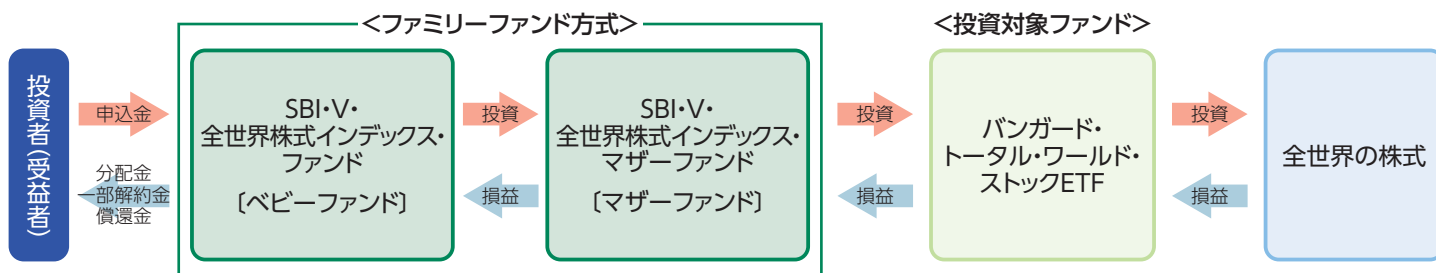 <ファミリーファンド方式>
<投資対象ファンド>
投資者(受益者)
申込金
分配金
一部解約金
償還金
SBI・V・
全世界株式インデックス・
ファンド
〔ベビーファンド〕
投資
損益
SBI・V・
全世界株式インデックス・
マザーファンド
〔マザーファンド〕
投資
損益
バンガード・
トータル・ワールド・
ストックETF
投資
損益
全世界の株式